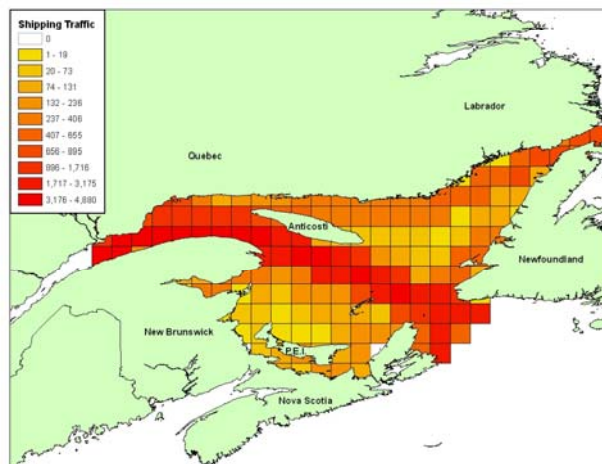 Shipping Traffic
0
1 - 19
20 - 73
74 - 131
132 - 236
237 - 406
407 - 655
656 - 895
896 - 1,716
1,717 - 3,175
3,176 - 4,880
Labrador
Quebec
Anticosti
Newfoundland
New Brunswick
P.E.I.
Nova Scotia